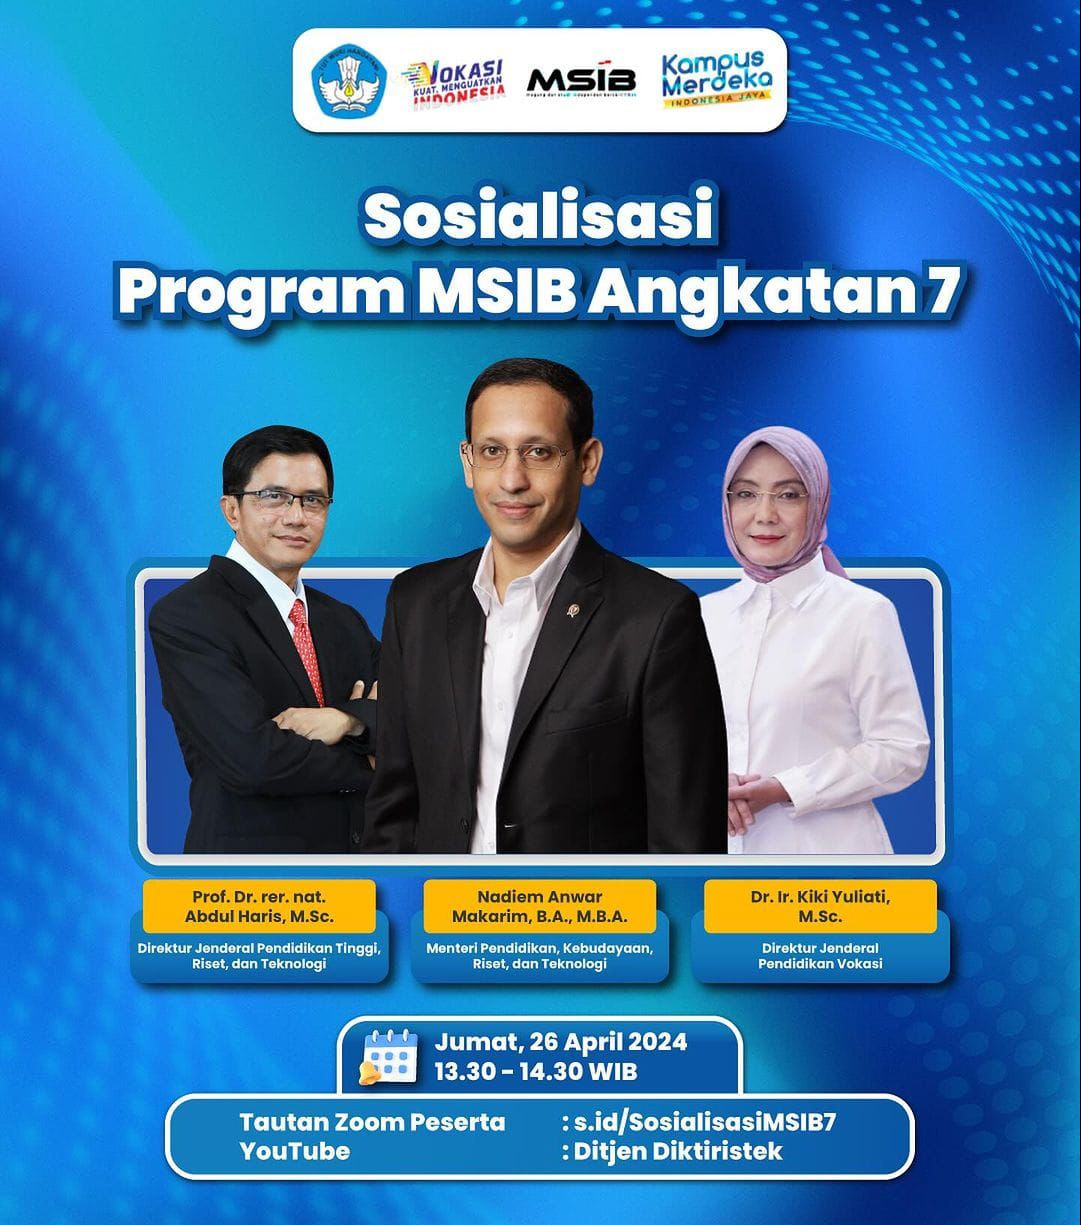 TUT WURI HANDAYANI
VOKASI
KUAT, MENGUATKAN
INDONESIA
MSIB
Kampus
Merdeka
INDONESIA JAYA
Sosialisasi
Program MSIB Angkatan 7
Prof. Dr. rer. nat.
Abdul Haris, M.Sc.
Direktur Jenderal Pendidikan Tinggi,
Riset, dan Teknologi
Nadiem Anwar
Makarim, B.A., M.B.A.
Menteri Pendidikan, Kebudayaan,
Riset, dan Teknologi
Dr. Ir. Kiki Yuliati,
M.Sc.
Direktur Jenderal
Pendidikan Vokasi
Jumat, 26 April 2024
13.30 - 14.30 WIB
Tautan Zoom Peserta : s.id/SosialisasiMSIB7
YouTube : Ditjen Diktiristek